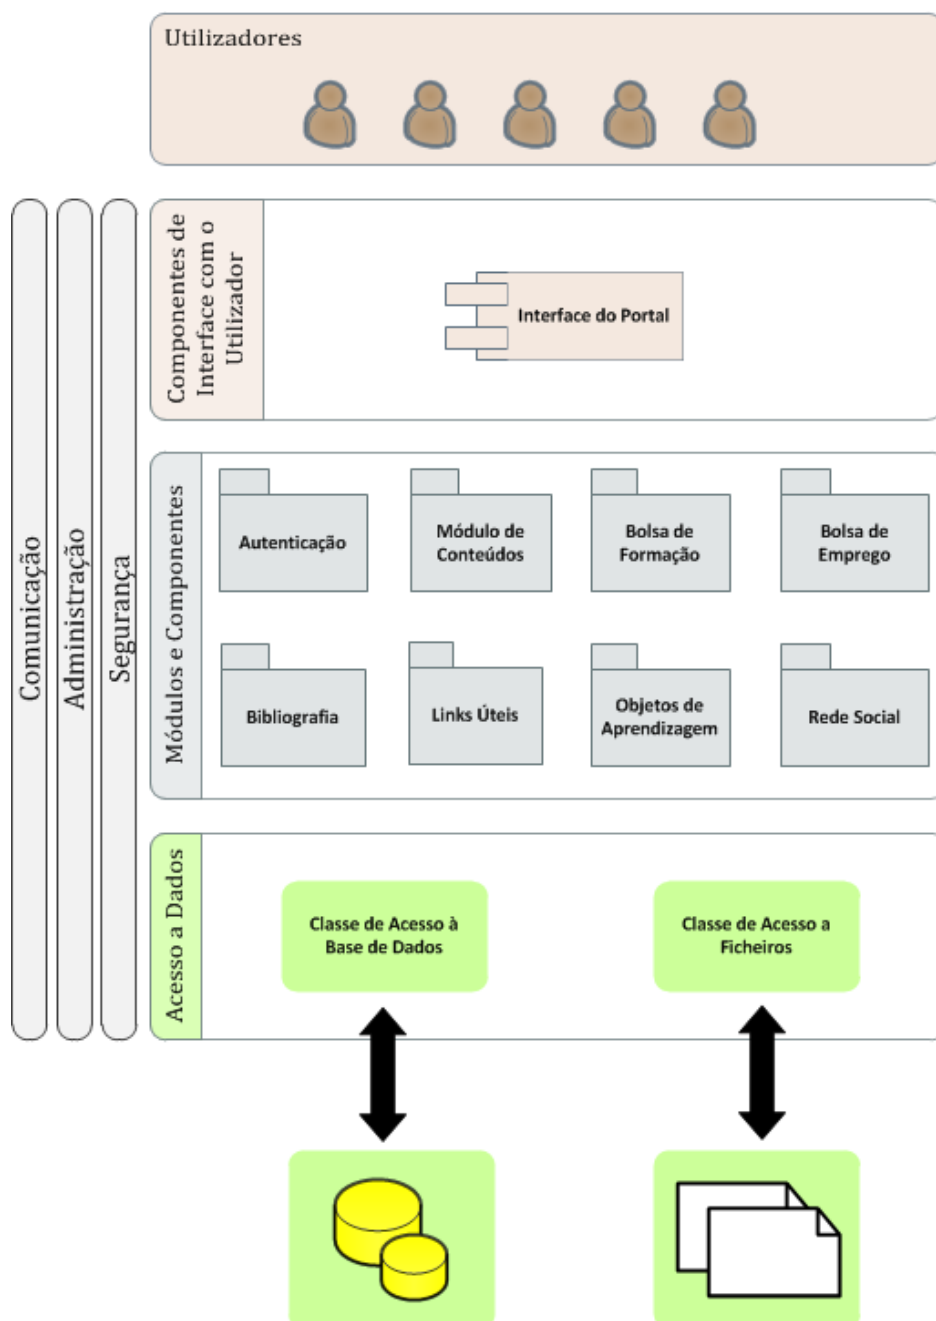 Utilizadores
Comunicação
Administração
Segurança
Componentes de
Interface com o
Utilizador
Interface do Portal
Módulos e Componentes
Autenticação
Módulo de
Conteúdos
Bolsa de
Formação
Bolsa de
Emprego
Bibliografia
Links Úteis
Objetos de
Aprendizagem
Rede Social
Acesso a Dados
Classe de Acesso à
Base de Dados
Classe de Acesso a
Ficheiros